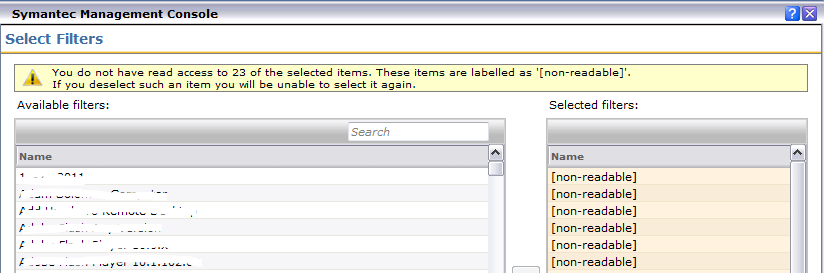 Symantec Management Console
Select Filters
You do not have read access to 23 of the selected items. These items are labelled as '[non-readable]'.
If you deselect such an item you will be unable to select it again.
Available filters:
Selected filters:
Search
Name
Name
[non-readable]
[non-readable]
[non-readable]
[non-readable]
[non-readable]
[non-readable]